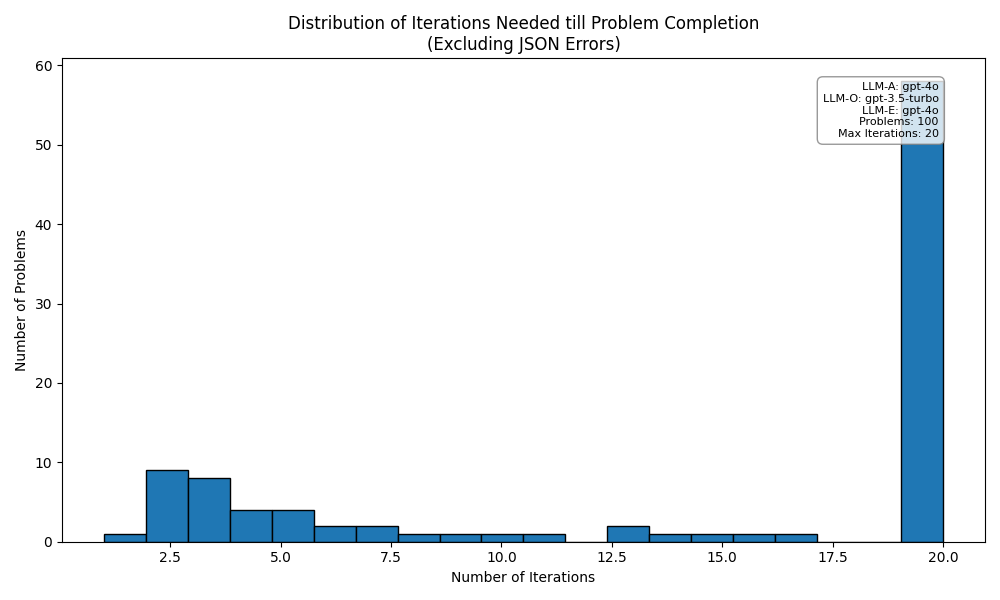 Distribution of Iterations Needed till Problem Completion
(Excluding JSON Errors)
LLM-A: gpt-4o
LLM-O: gpt-3.5-turbo
LLM-E: gpt-4o
Problems: 100
Max Iterations: 20
Number of Problems
60
50
40
30
20
10
0
2.5 5.0 7.5 10.0 12.5 15.0 17.5 20.0
Number of Iterations